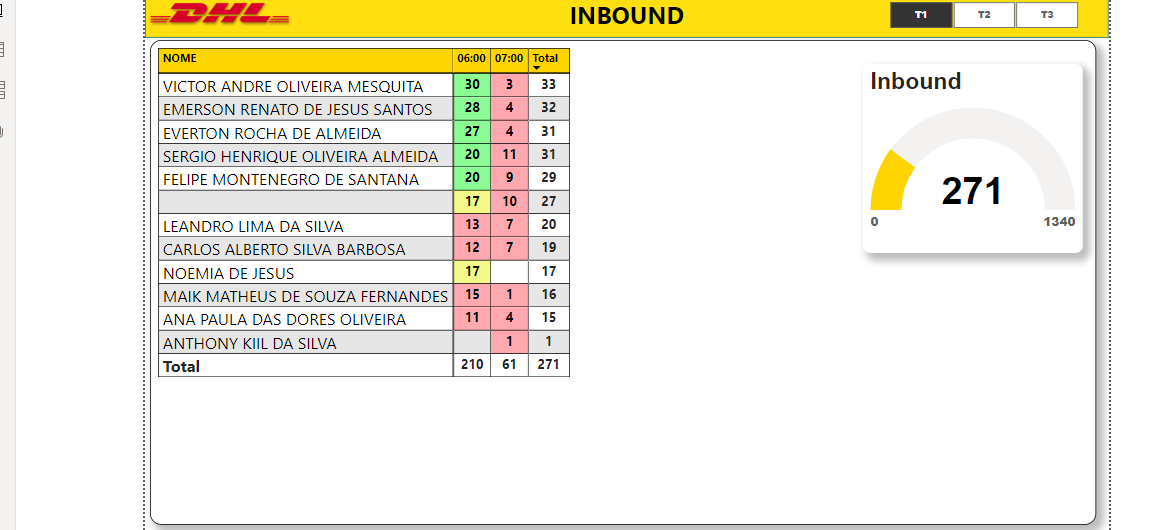 DHL
INBOUND
T1 T2 T3
NOME 06:00 07:00 Total
VICTOR ANDRE OLIVEIRA MESQUITA 30 3 33
EMERSON RENATO DE JESUS SANTOS 28 4 32
EVERTON ROCHA DE ALMEIDA 27 4 31
SERGIO HENRIQUE OLIVEIRA ALMEIDA 20 11 31
FELIPE MONTENEGRO DE SANTANA 20 9 29
17 10 27
LEANDRO LIMA DA SILVA 13 7 20
CARLOS ALBERTO SILVA BARBOSA 12 7 19
NOEMIA DE JESUS 17 17
MAIK MATHEUS DE SOUZA FERNANDES 15 1 16
ANA PAULA DAS DORES OLIVEIRA 11 4 15
ANTHONY KIIL DA SILVA 1 1
Total 210 61 271
Inbound
271
0 1340